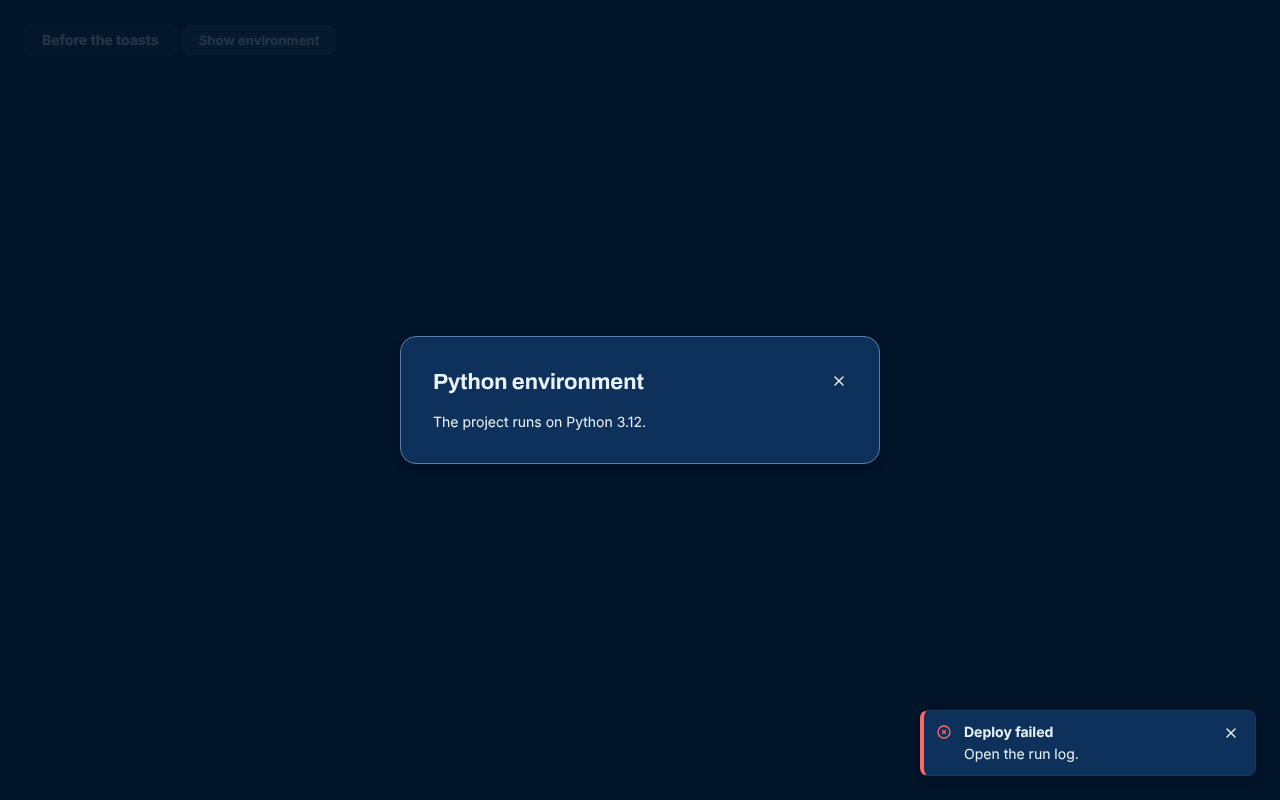 Before the toasts
Show environment
Python environment
The project runs on Python 3.12.
Deploy failed
Open the run log.